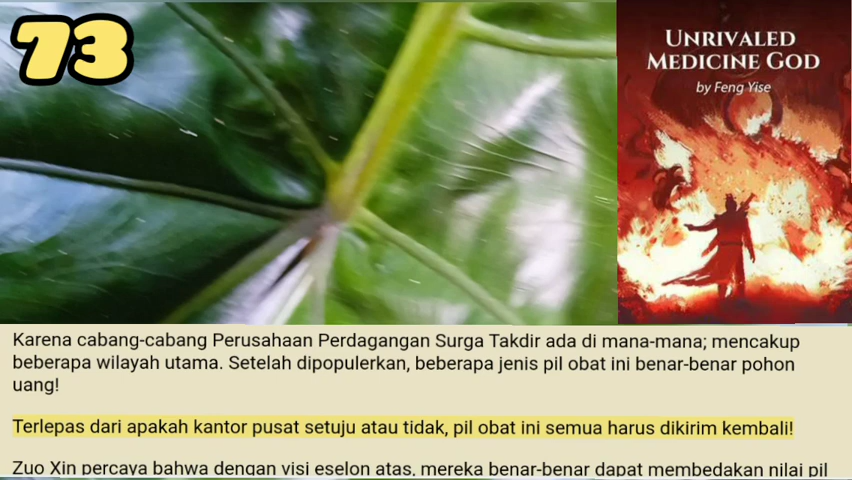 73
UNRIVALED
MEDICINE GOD
by Feng Yise
Karena cabang-cabang Perusahaan Perdagangan Surga Takdir ada di mana-mana; mencakup
beberapa wilayah utama. Setelah dipopulerkan, beberapa jenis pil obat ini benar-benar pohon
uang!
Terlepas dari apakah kantor pusat setuju atau tidak, pil obat ini semua harus dikirim kembali!
Zuo Xin percaya bahwa dengan visi eselon atas, mereka benar-benar dapat membedakan nilai pil